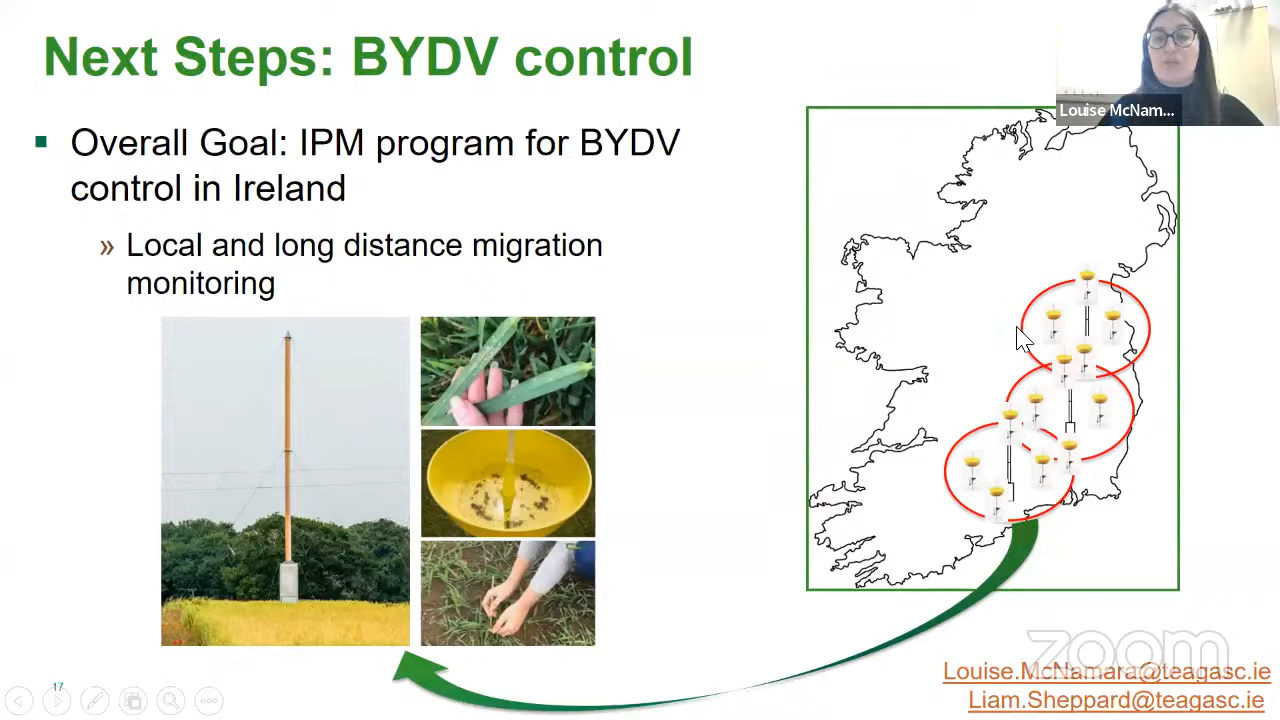 Next Steps: BYDV control
Louise McNam...
▪ Overall Goal: IPM program for BYDV
control in Ireland
» Local and long distance migration
monitoring
zoom
Louise.McNamara@teagasc.ie
Liam.Sheppard@teagasc.ie
17